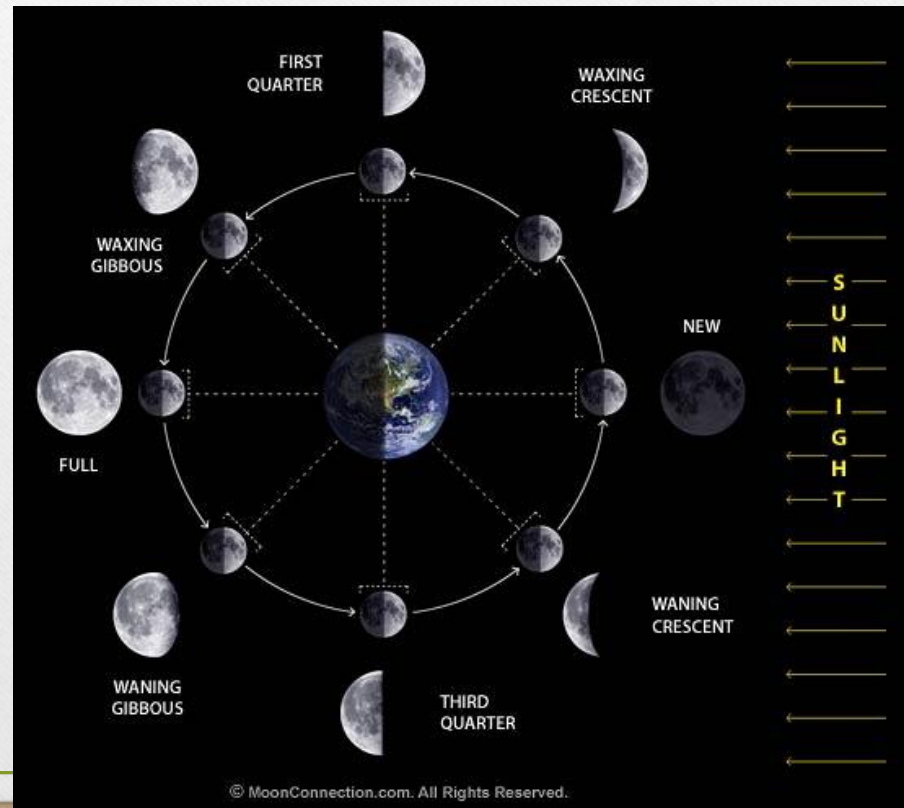 FIRST
QUARTER
WAXING
CRESCENT
WAXING
GIBBOUS
NEW
SUNLIGHT
FULL
WANING
CRESCENT
WANING
GIBBOUS
THIRD
QUARTER
© MoonConnection.com. All Rights Reserved.